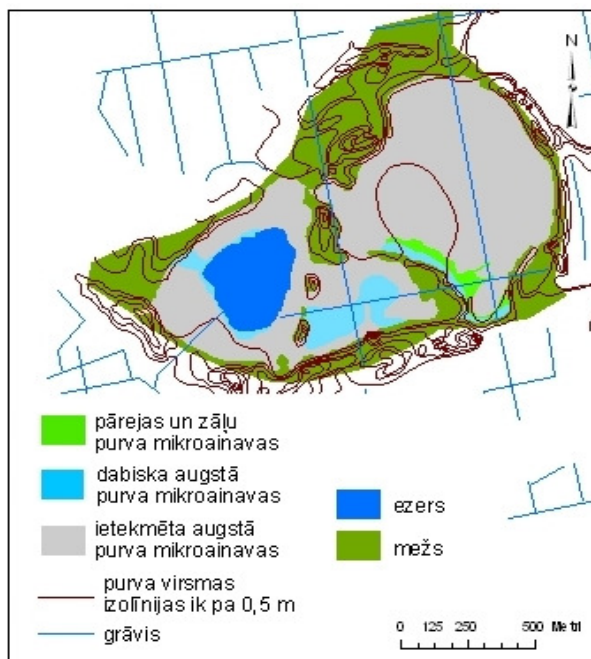 N
pārejas un zāļu
purva mikroainavas
dabiska augstā
purva mikroainavas
ietekmēta augstā
purva mikroainavas
purva virsmas
izolīnijas ik pa 0,5 m
grāvis
ezers
mežs
0 125 250 500 Metri